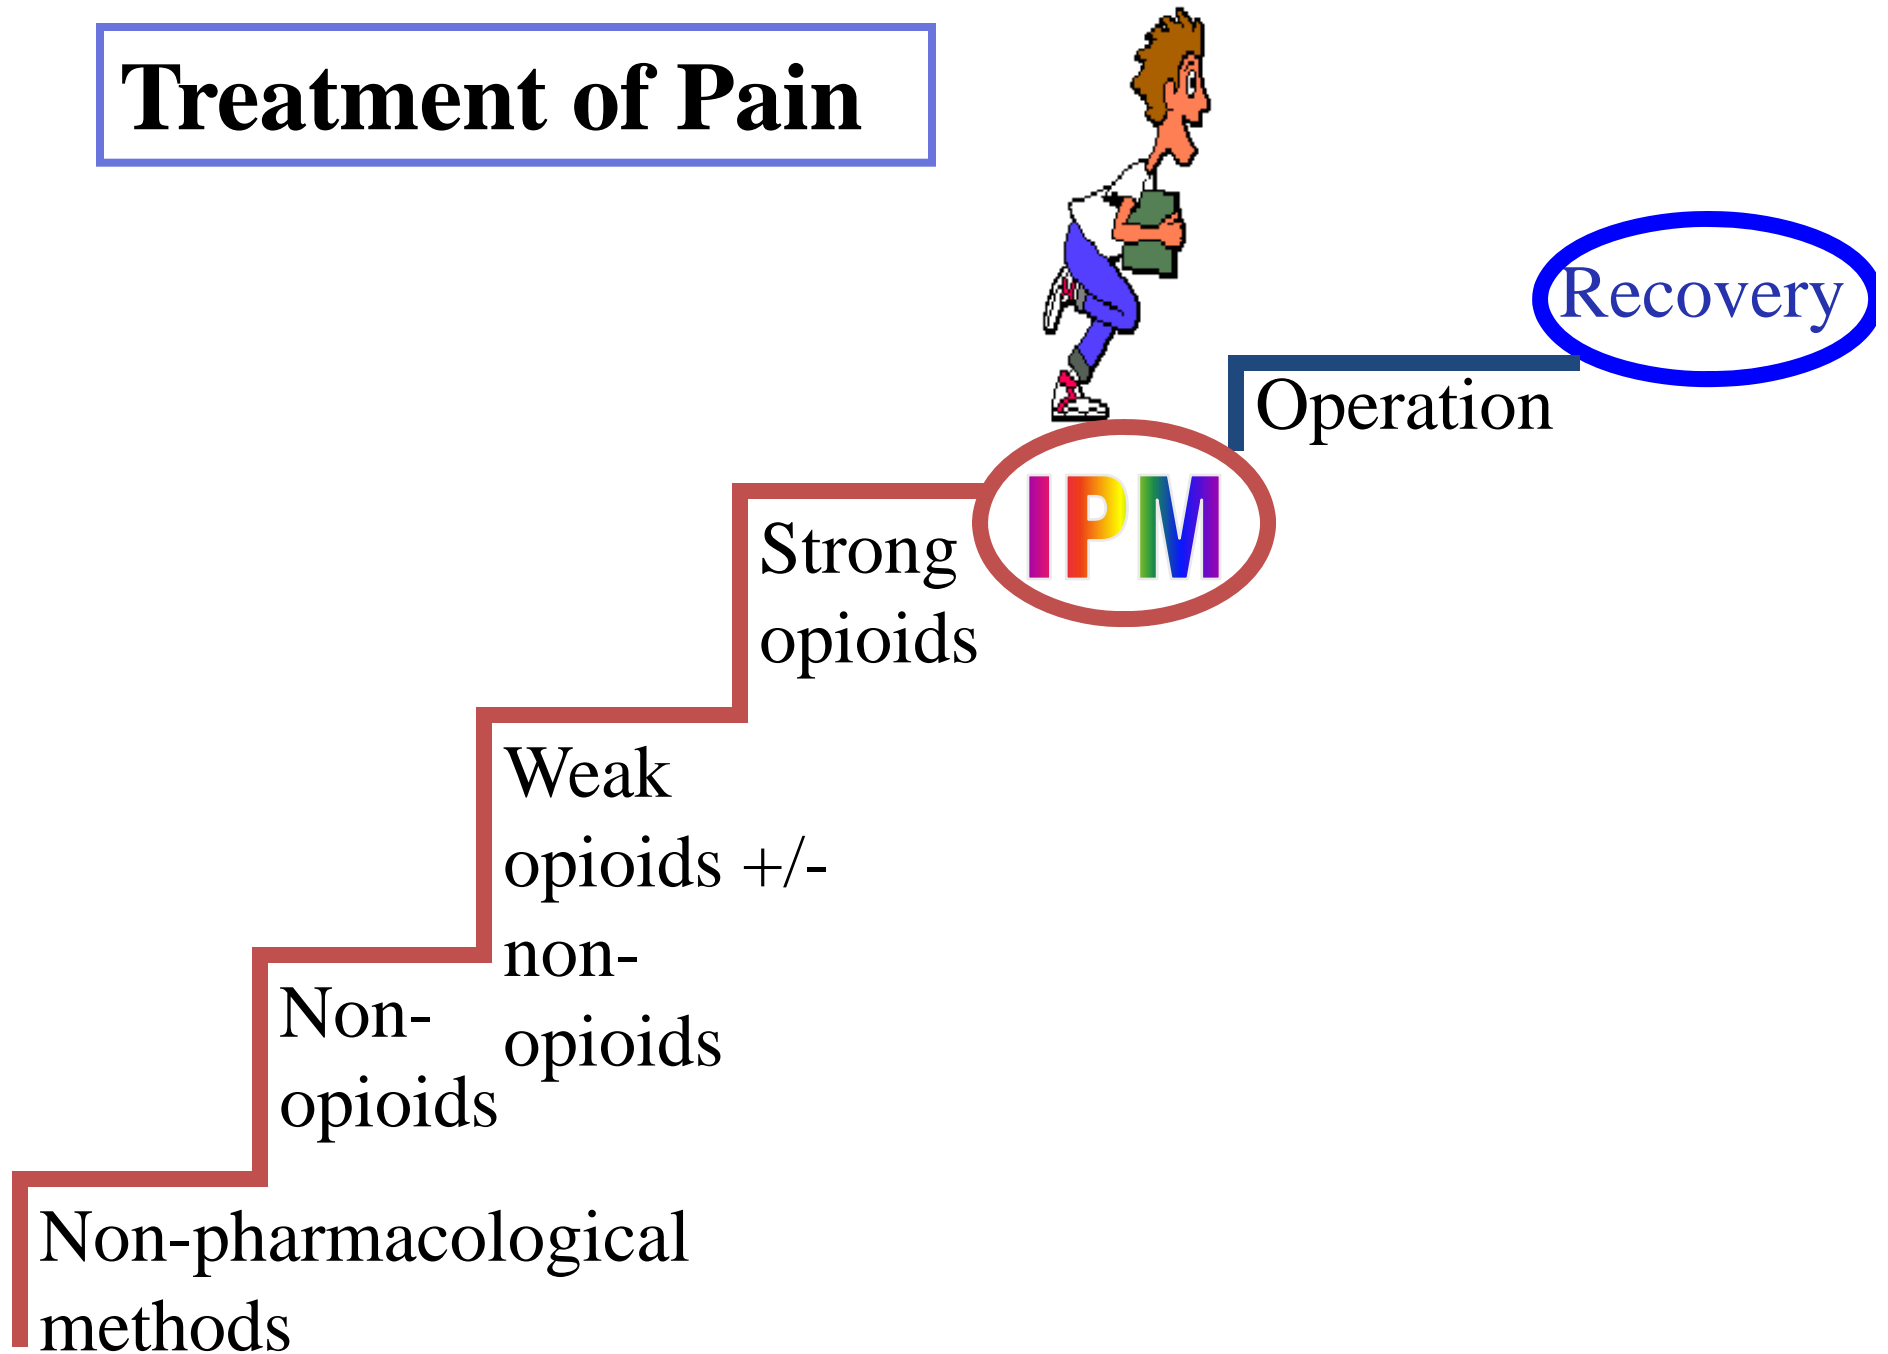 Treatment of Pain
Recovery
Operation
IPM
Strong
opioids
Weak
opioids +/-
non-
opioids
Non-
opioids
Non-pharmacological
methods